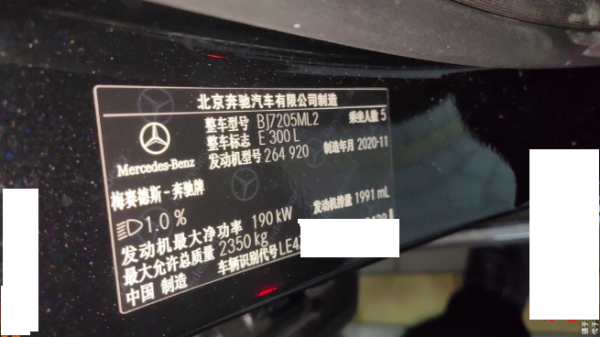 北京奔驰汽车有限公司制造
整车型号 BJ7205ML2 乘坐人数 5
整车标志 E 300 L
发动机型号 264 920 制造年月 2020-11
Mercedes-Benz
梅赛德斯－奔驰牌
1.0 % 发动机排量 1991 mL
发动机最大净功率 190 kW
最大允许总质量 2350 kg
中国 制造 车辆识别代号 LE4